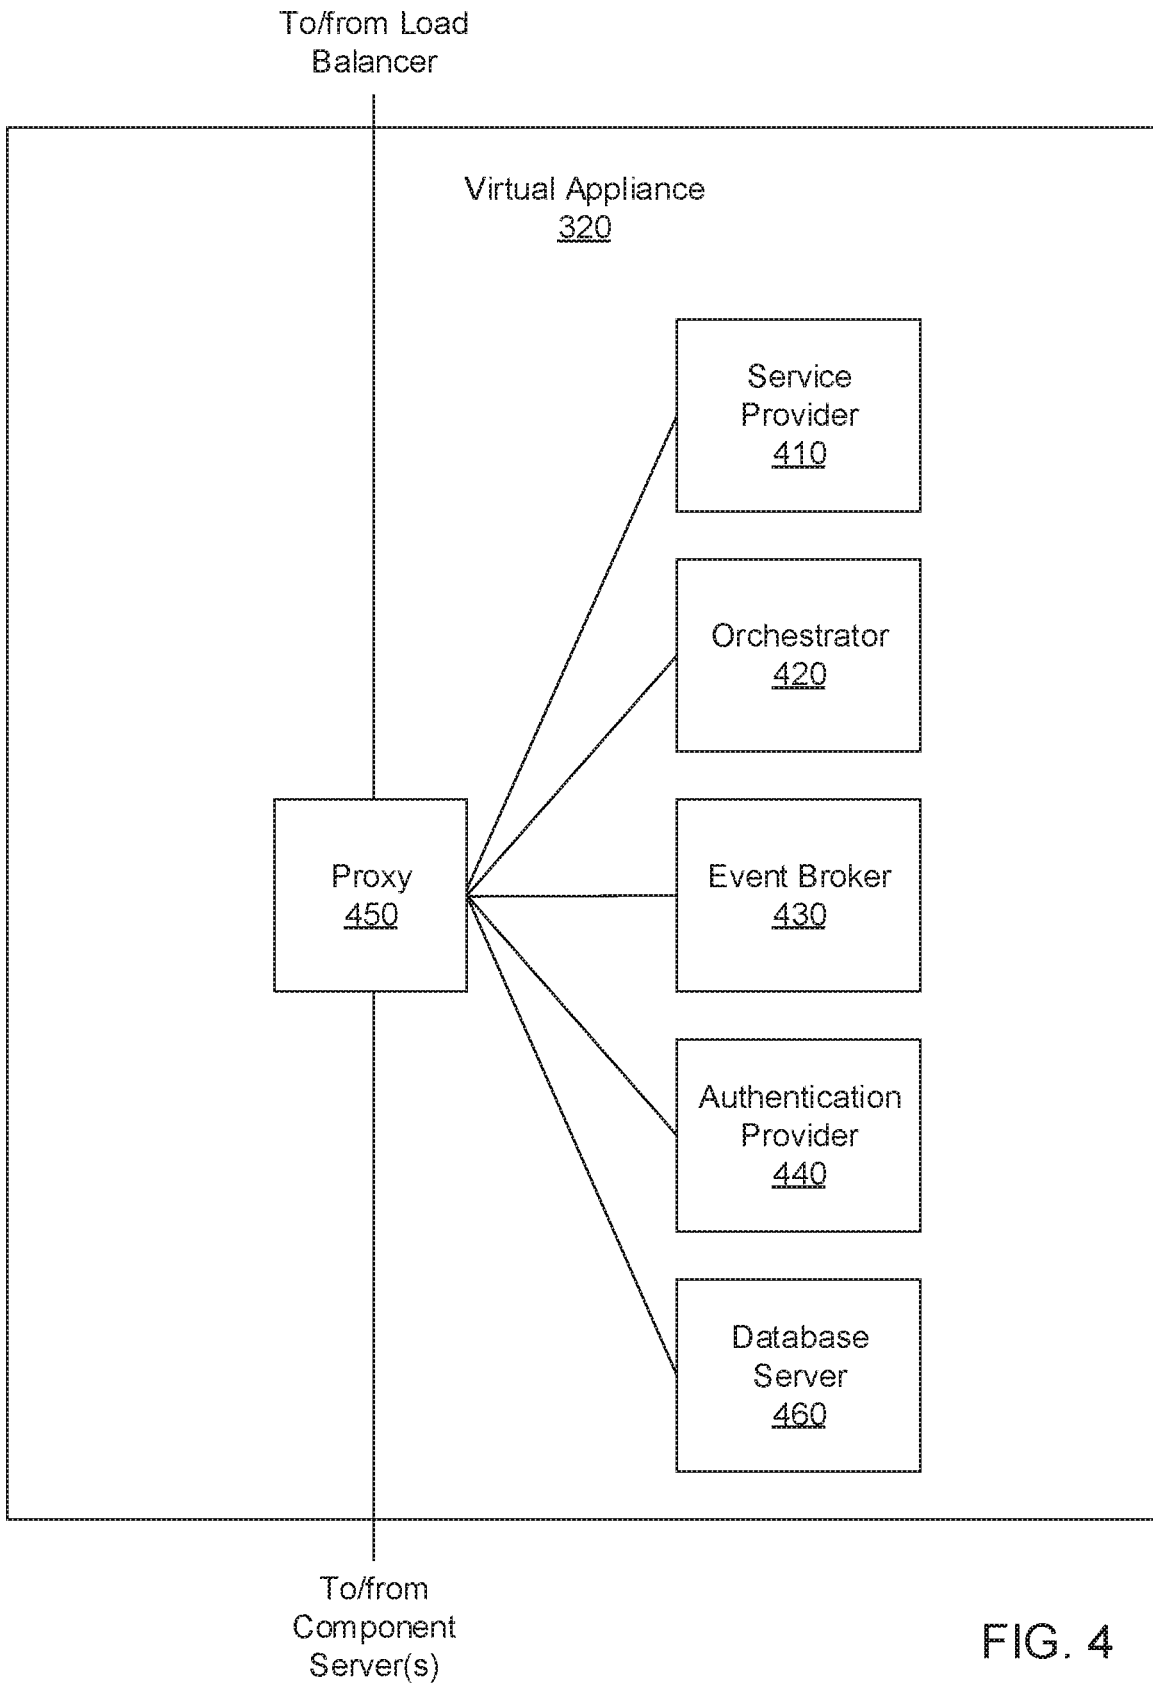 To/from Load
Balancer
Virtual Appliance
320
Service
Provider
410
Orchestrator
420
Proxy
450
Event Broker
430
Authentication
Provider
440
Database
Server
460
To/from
Component
Server(s)
FIG. 4